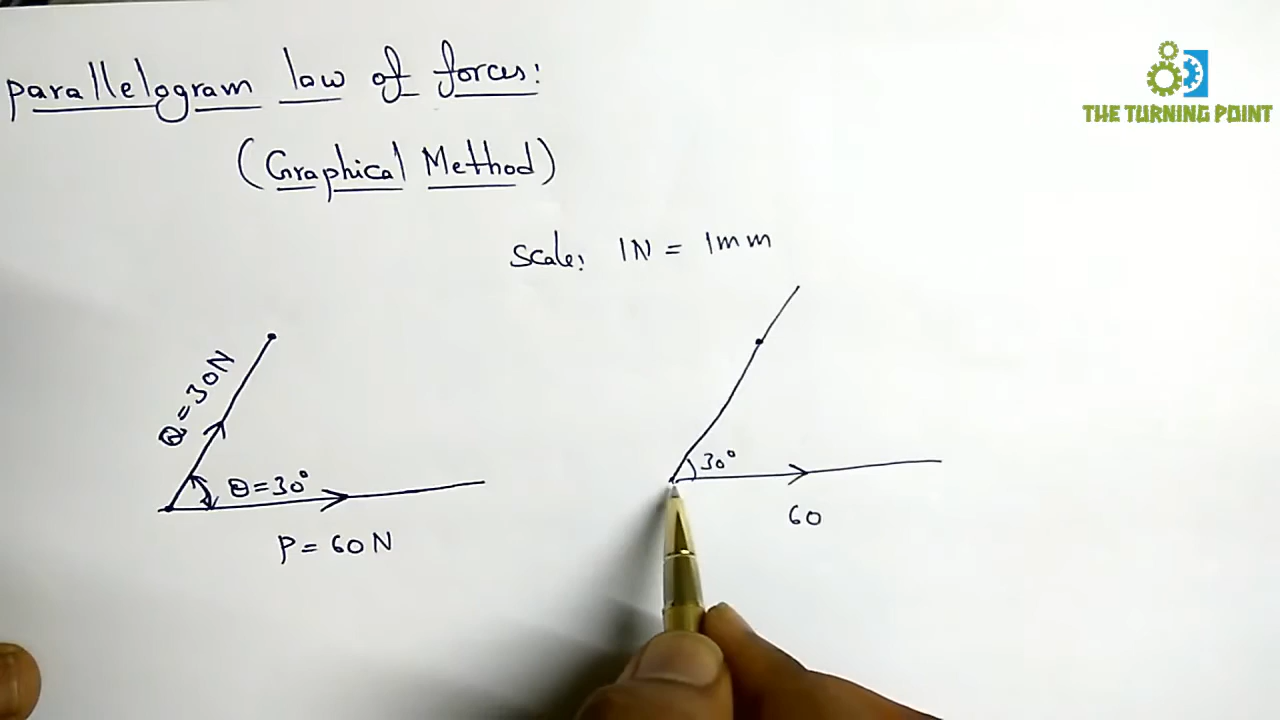 parallelogram law of forces:
(Graphical Method)
THE TURNING POINT
Scale: 1N = 1mm
Q = 30N
θ = 30°
P = 60N
30°
60